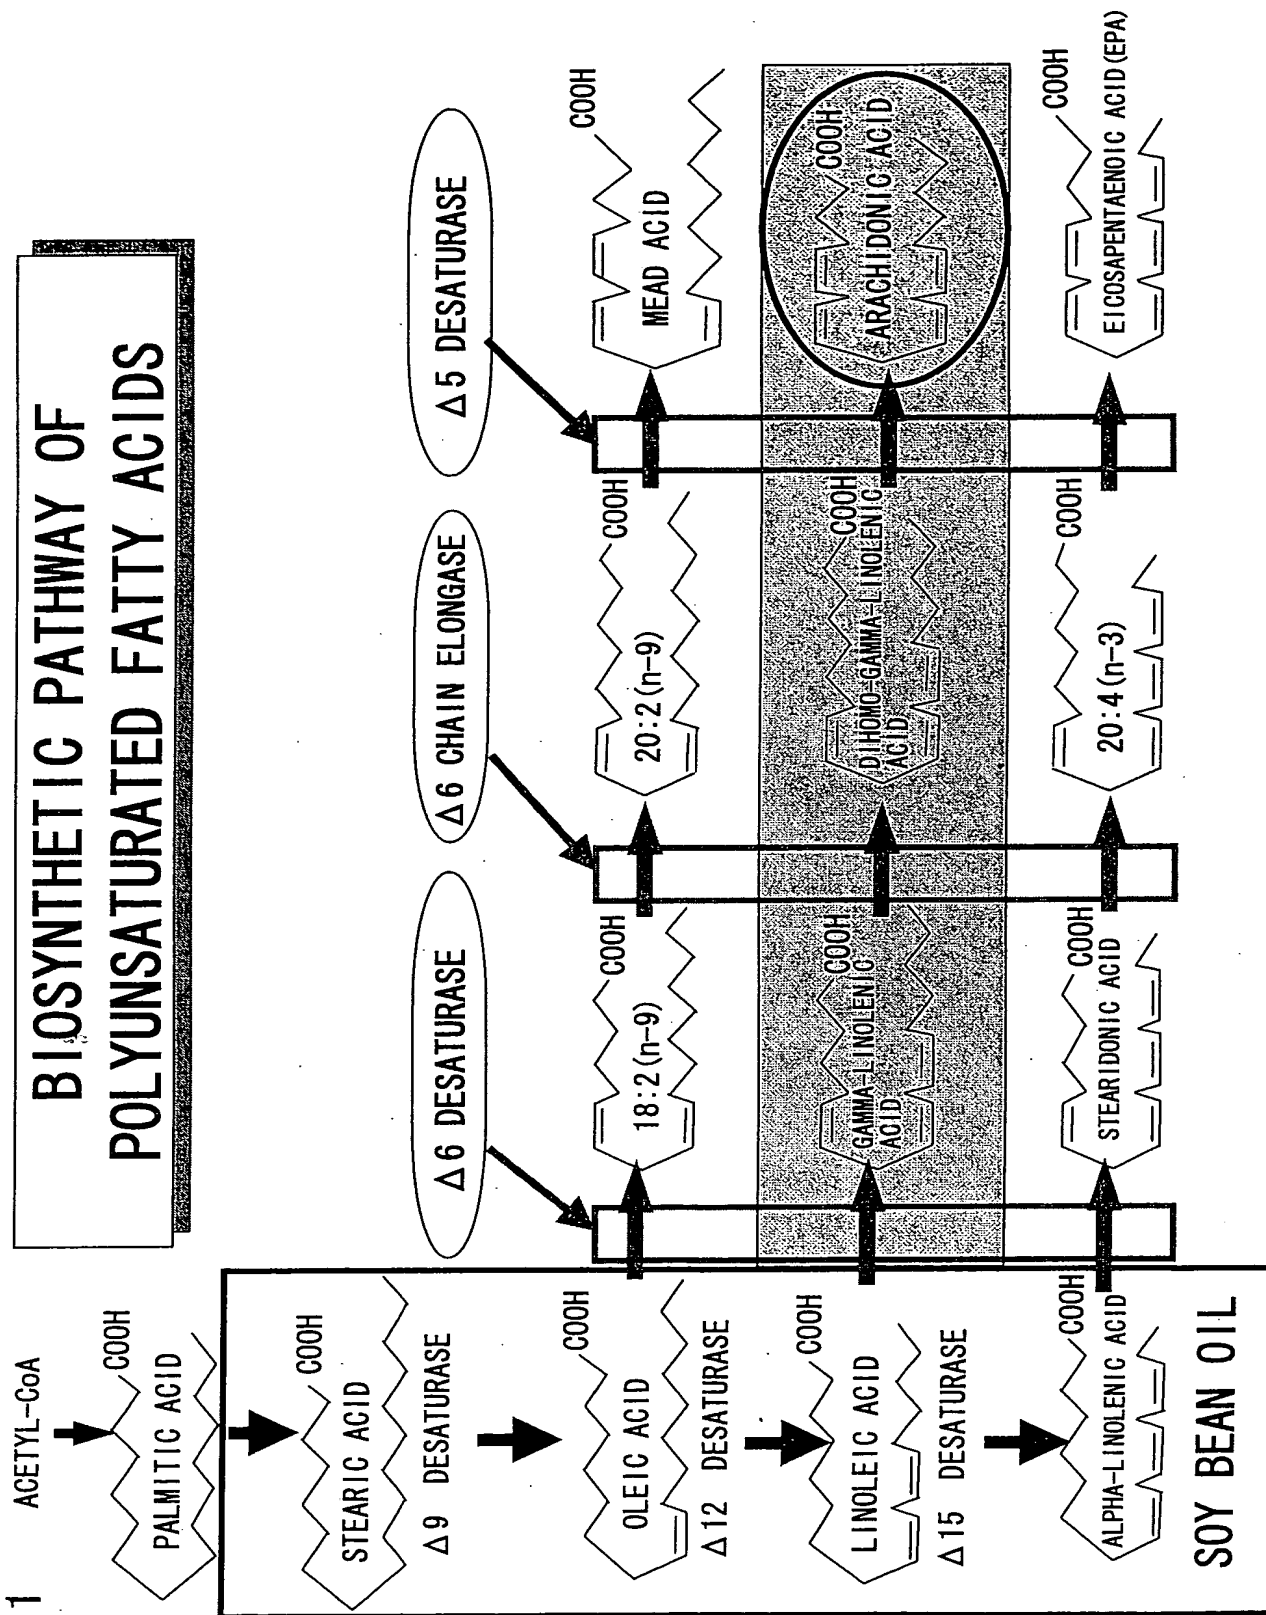 1
BIOSYNTHETIC PATHWAY OF
POLYUNSATURATED FATTY ACIDS
ACETYL-CoA
COOH
PALMITIC ACID
COOH
STEARIC ACID
Δ9 DESATURASE
COOH
OLEIC ACID
Δ12 DESATURASE
COOH
LINOLEIC ACID
Δ15 DESATURASE
COOH
ALPHA-LINOLENIC ACID
SOY BEAN OIL
Δ6 DESATURASE
Δ6 CHAIN ELONGASE
Δ5 DESATURASE
COOH
18:2(n-9)
COOH
20:2(n-9)
COOH
MEAD ACID
COOH
GAMMA-LINOLENIC
ACID
COOH
DIHOMO-GAMMA-LINOLENIC
ACID
COOH
ARACHIDONIC ACID
COOH
STEARIDONIC ACID
COOH
20:4(n-3)
COOH
EICOSAPENTAENOIC ACID(EPA)